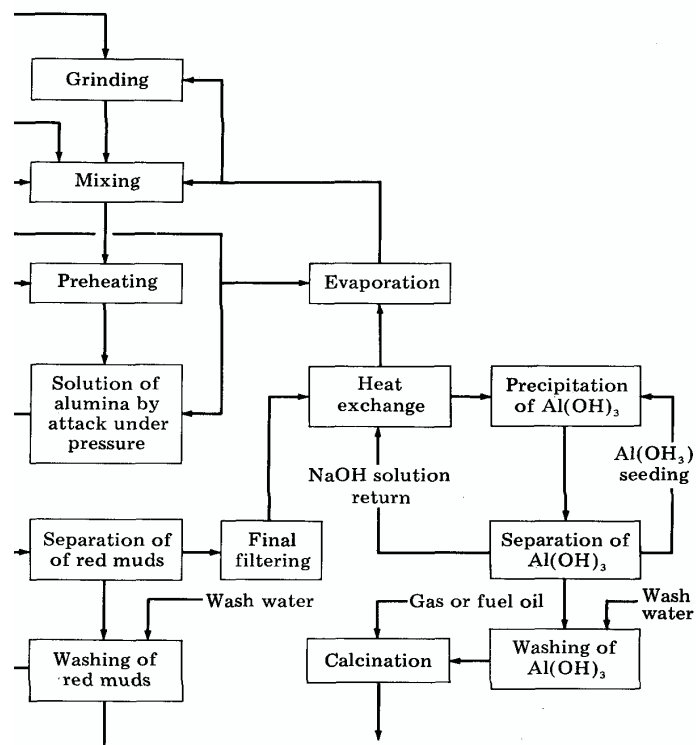 Grinding
Mixing
Preheating
Evaporation
Solution of
alumina by
attack under
pressure
Heat
exchange
Precipitation
of Al(OH)₃
Al(OH₃)
seeding
NaOH solution
return
Separation of
of red muds
Final
filtering
Separation of
Al(OH)₃
Wash water
Gas or fuel oil
Wash
water
Washing of
red muds
Calcination
Washing of
Al(OH)₃